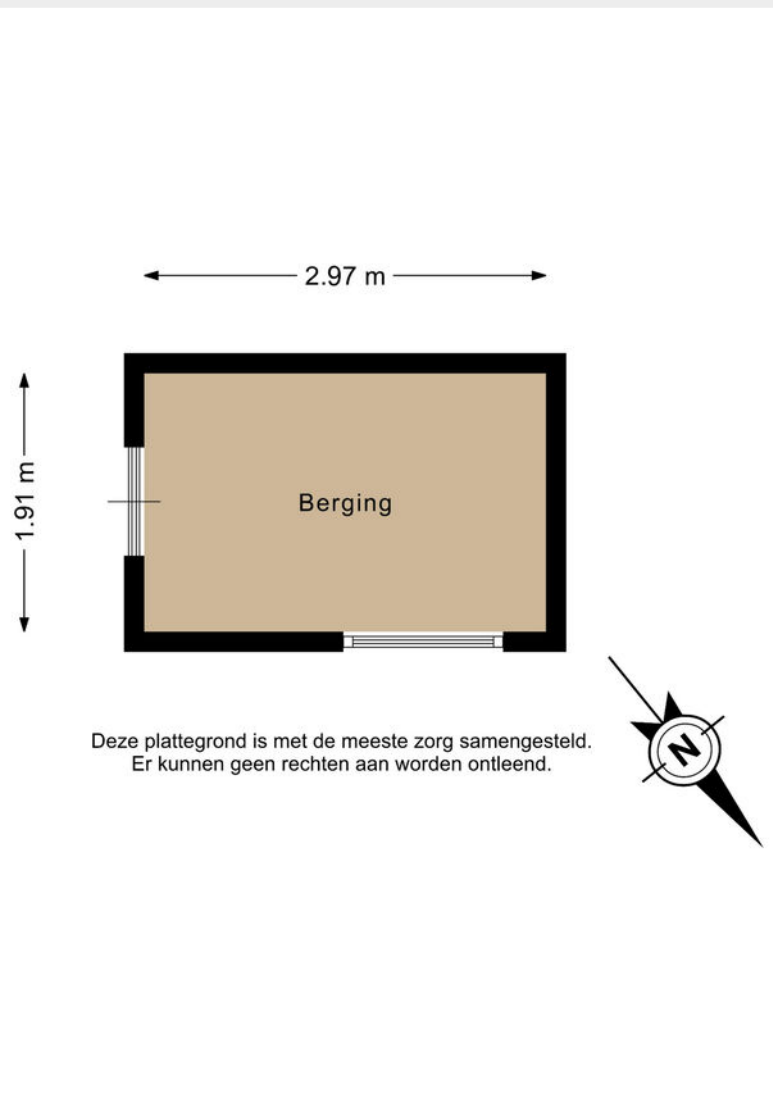 2.97 m
1.91 m
Berging
Deze plattegrond is met de meeste zorg samengesteld.
Er kunnen geen rechten aan worden ontleend.
N